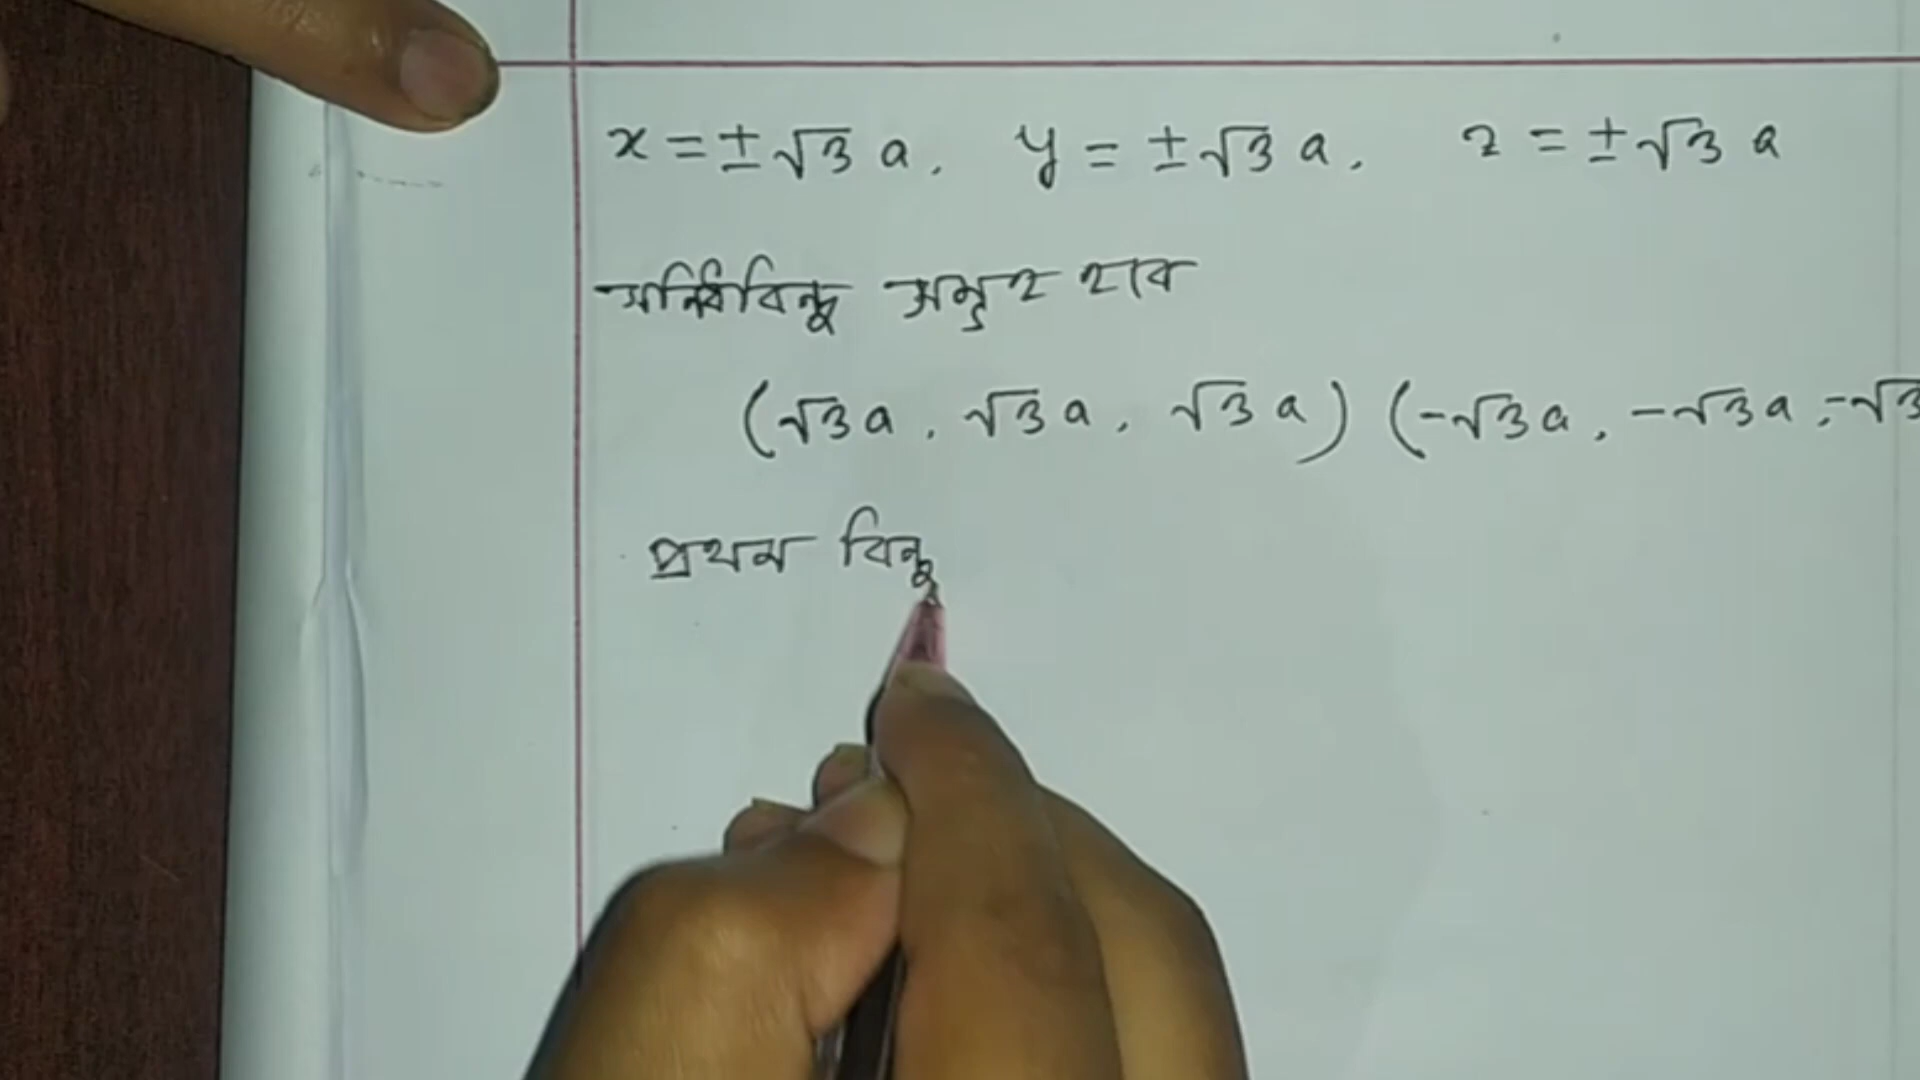 x = ± √3 a, y = ± √3 a, z = ± √3 a
সন্ধিবিন্দু সমূহ হবে
(√3 a, √3 a, √3 a) (-√3 a, -√3 a, -√3
প্রথম বিন্দু